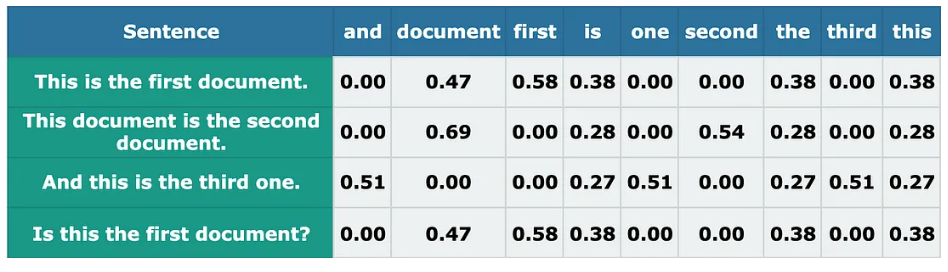 Sentence and document first is one second the third this
This is the first document. 0.00 0.47 0.58 0.38 0.00 0.00 0.38 0.00 0.38
This document is the second
document. 0.00 0.69 0.00 0.28 0.00 0.54 0.28 0.00 0.28
And this is the third one. 0.51 0.00 0.00 0.27 0.51 0.00 0.27 0.51 0.27
Is this the first document? 0.00 0.47 0.58 0.38 0.00 0.00 0.38 0.00 0.38